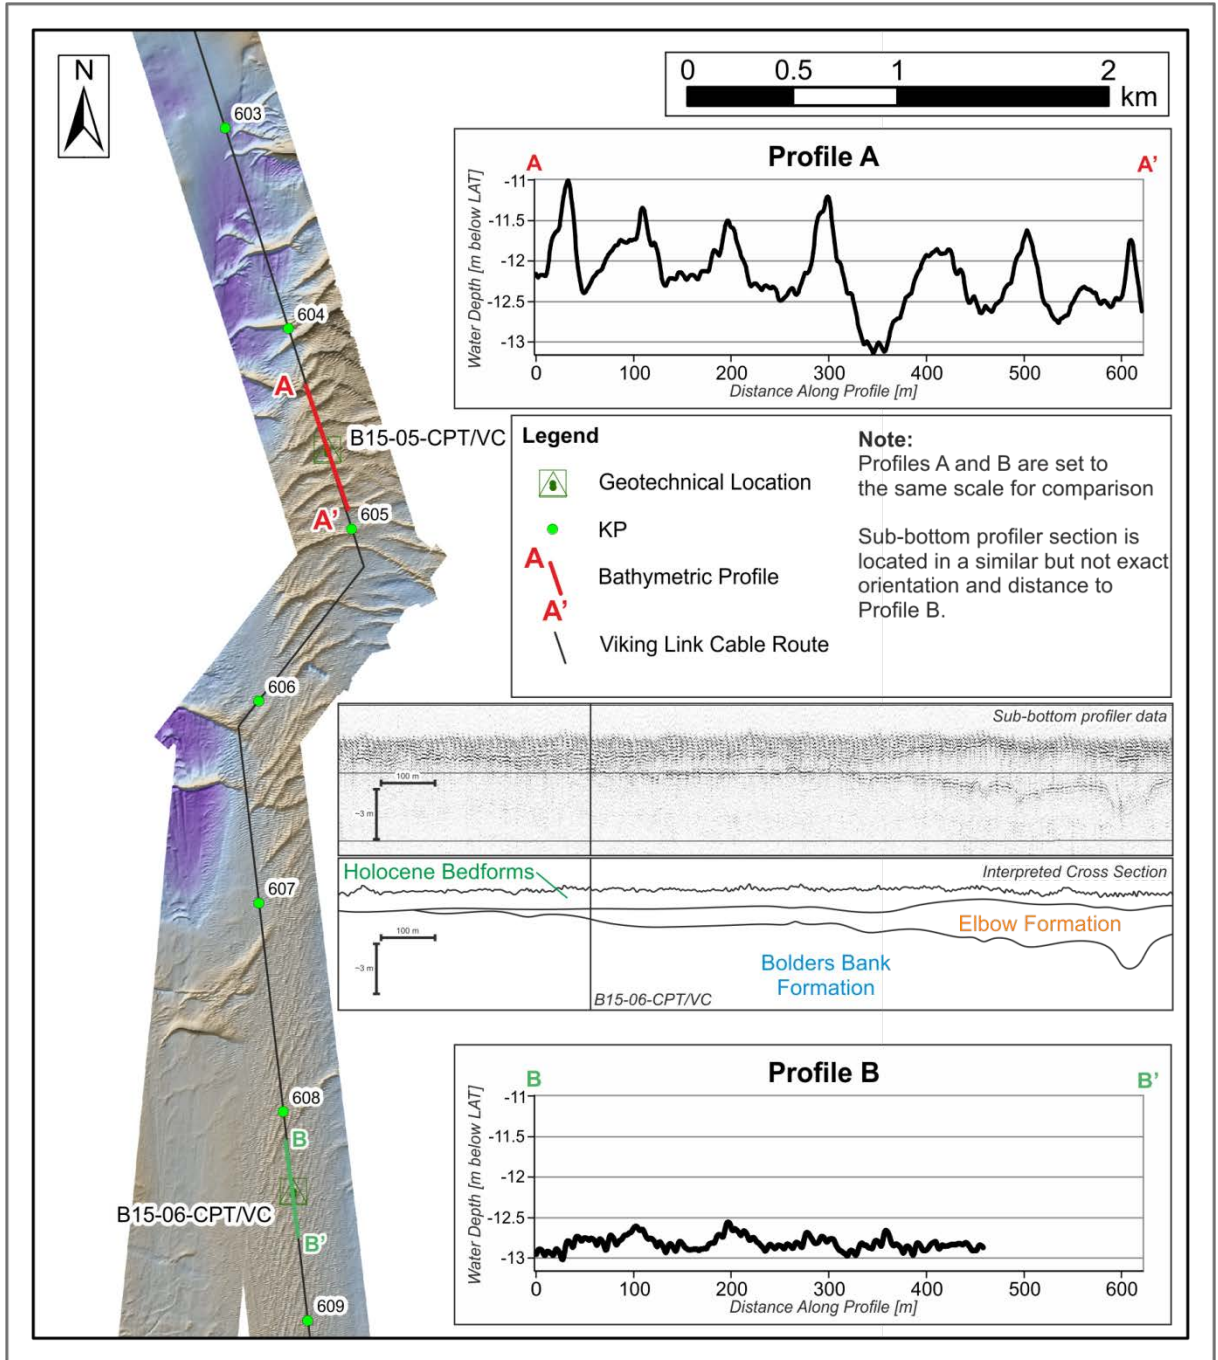 N
0 0.5 1 2
km
603
604
A
B15-05-CPT/VC
A'
605
606
607
608
B
B15-06-CPT/VC
B'
609
Profile A
A
A'
Water Depth [m below LAT]
-11
-11.5
-12
-12.5
-13
0 100 200 300 400 500 600
Distance Along Profile [m]
Legend
Geotechnical Location
KP
A
A'
Bathymetric Profile
Viking Link Cable Route
Note:
Profiles A and B are set to
the same scale for comparison
Sub-bottom profiler section is
located in a similar but not exact
orientation and distance to
Profile B.
Sub-bottom profiler data
100 m
~3 m
Interpreted Cross Section
Holocene Bedforms
100 m
~3 m
Elbow Formation
Bolders Bank
Formation
B15-06-CPT/VC
Profile B
B
B'
Water Depth [m below LAT]
-11
-11.5
-12
-12.5
-13
0 100 200 300 400 500 600
Distance Along Profile [m]